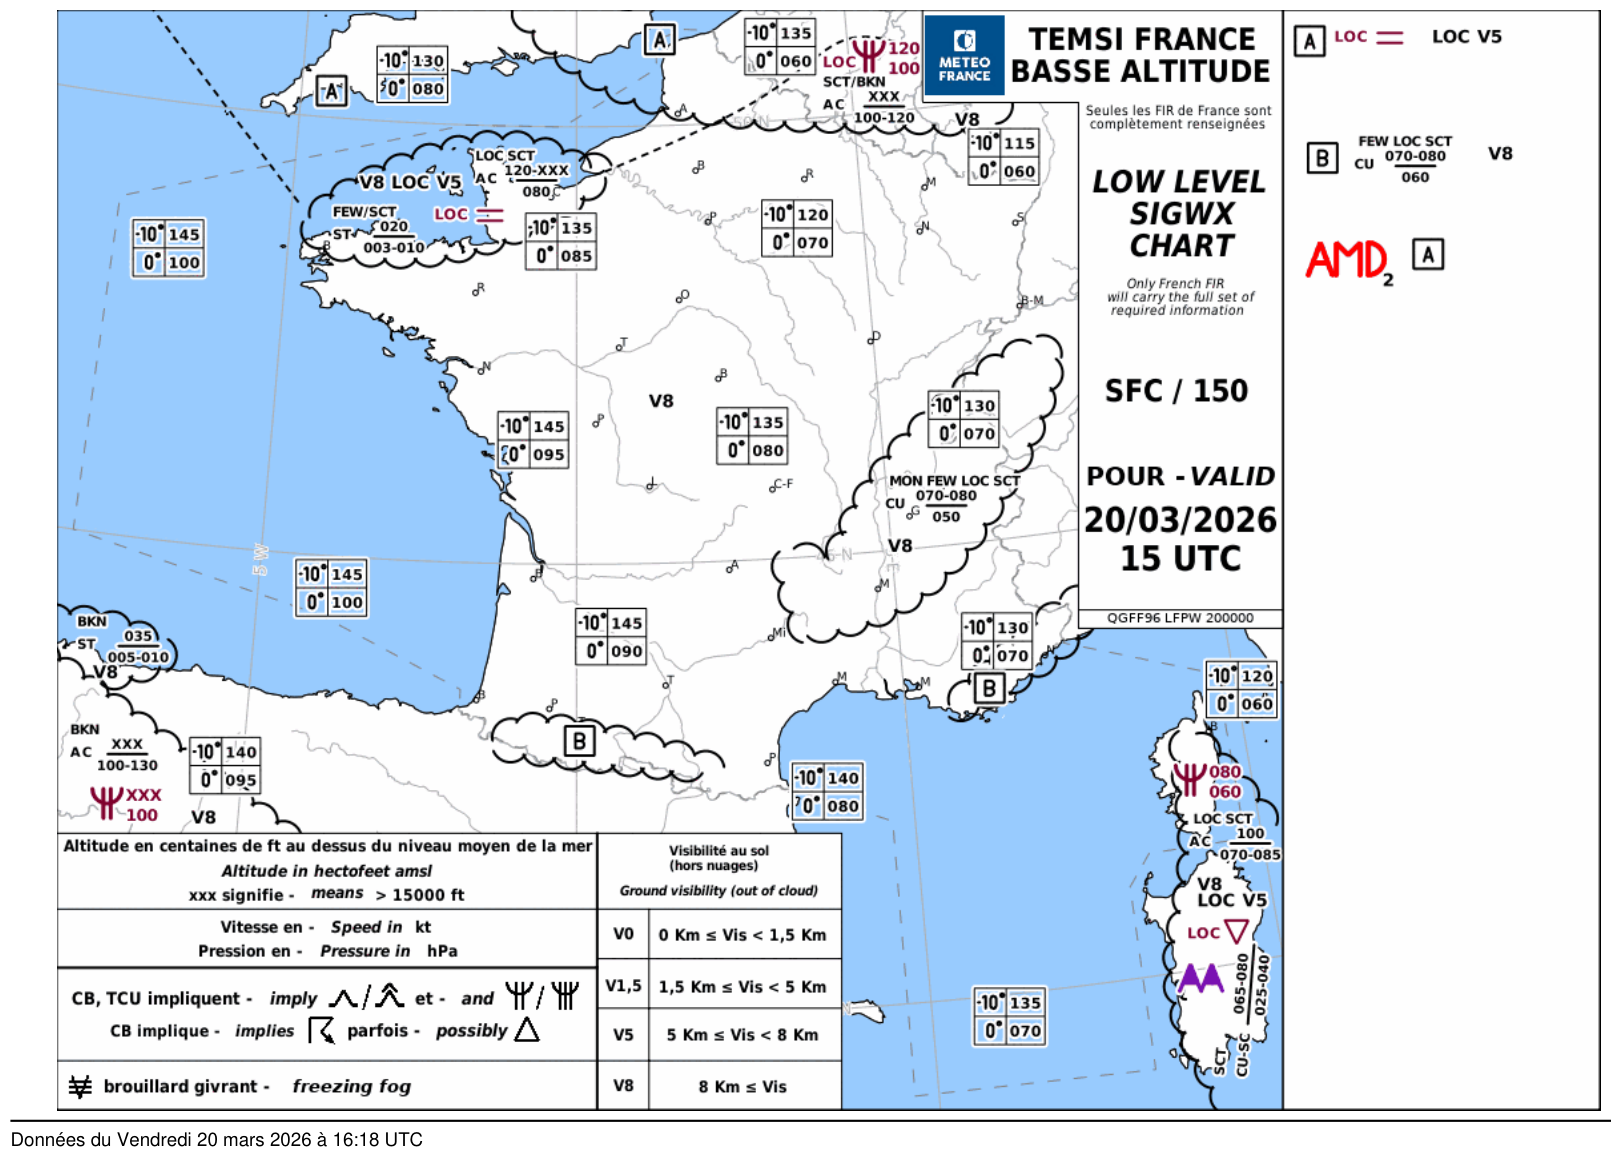 TEMSI FRANCE
BASSE ALTITUDE
METEO
FRANCE
Seules les FIR de France sont
complètement renseignées
LOW LEVEL
SIGWX
CHART
Only French FIR
will carry the full set of
required information
SFC / 150
POUR - VALID
20/03/2026
15 UTC
QGFF96 LFPW 200000
A LOC LOC V5
B FEW LOC SCT
CU 070-080
060
V8
AMD2 A
A
-10° 130
0° 080
A
-10° 135
0° 060
LOC 120
100
SCT/BKN
AC XXX
100-120
V8
50 N
-10° 115
0° 060
LOC SCT
AC 120-XXX
080
V8 LOC V5
FEW/SCT
ST 020
003-010
LOC
-10° 135
0° 085
-10° 145
0° 100
-10° 120
0° 070
A
B
R
M
P
N
S
C
B
R
O
B-M
T
D
N
B
P
L
C-F
G
B
A
M
Mi
T
B
P
M
M
N
P
B
V8
-10° 145
0° 095
-10° 135
0° 080
-10° 130
0° 070
MON FEW LOC SCT
CU 070-080
050
V8
45 N
5 W
E
-10° 145
0° 100
-10° 145
0° 090
-10° 130
0° 070
B
B
BKN
ST 035
005-010
V8
BKN
AC XXX
100-130
XXX
100
-10° 140
0° 095
V8
-10° 140
0° 080
-10° 120
0° 060
080
060
LOC SCT
AC 100
070-085
V8
LOC V5
LOC
SCT
CU-SC
065-080
025-040
-10° 135
0° 070
Altitude en centaines de ft au dessus du niveau moyen de la mer
Altitude in hectofeet amsl
xxx signifie - means > 15000 ft
Vitesse en - Speed in kt
Pression en - Pressure in hPa
CB, TCU impliquent - imply / et - and /
CB implique - implies parfois - possibly
brouillard givrant - freezing fog
Visibilité au sol
(hors nuages)
Ground visibility (out of cloud)
V0 0 Km ≤ Vis < 1,5 Km
V1,5 1,5 Km ≤ Vis < 5 Km
V5 5 Km ≤ Vis < 8 Km
V8 8 Km ≤ Vis
Données du Vendredi 20 mars 2026 à 16:18 UTC